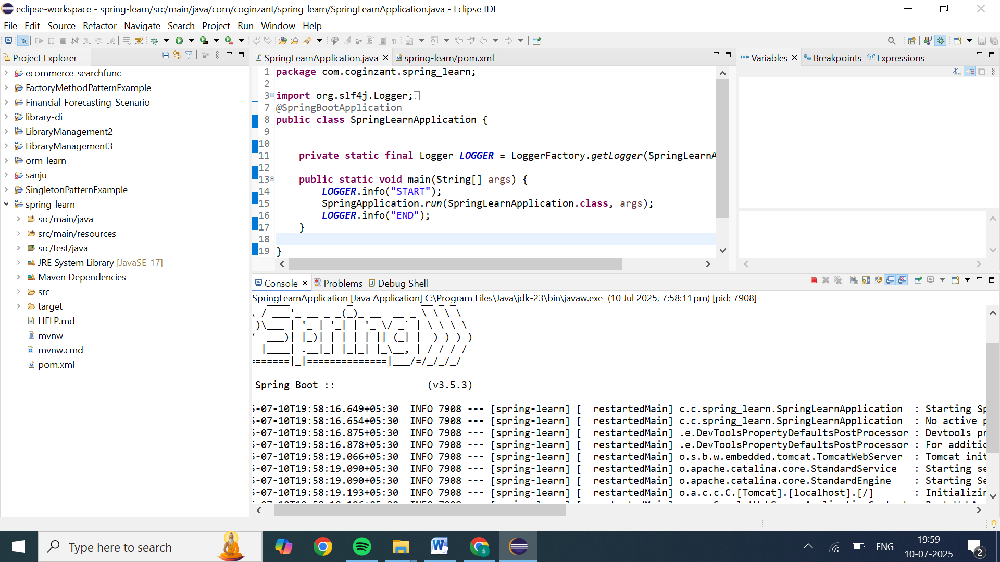 eclipse-workspace - spring-learn/src/main/java/com/coginzant/spring_learn/SpringLearnApplication.java - Eclipse IDE
File Edit Source Refactor Navigate Search Project Run Window Help
Project Explorer
ecommerce_searchfunc
FactoryMethodPatternExample
Financial_Forecasting_Scenario
library-di
LibraryManagement2
LibraryManagement3
orm-learn
sanju
SingletonPatternExample
spring-learn
src/main/java
src/main/resources
src/test/java
JRE System Library [JavaSE-17]
Maven Dependencies
src
target
HELP.md
mvnw
mvnw.cmd
pom.xml
SpringLearnApplication.java spring-learn/pom.xml
1 package com.coginzant.spring_learn;
2
3 import org.slf4j.Logger;
7 @SpringBootApplication
8 public class SpringLearnApplication {
9
10
11 private static final Logger LOGGER = LoggerFactory.getLogger(SpringLearnA
12
13 public static void main(String[] args) {
14 LOGGER.info("START");
15 SpringApplication.run(SpringLearnApplication.class, args);
16 LOGGER.info("END");
17 }
18
19 }
Variables Breakpoints Expressions
Console Problems Debug Shell
SpringLearnApplication [Java Application] C:\Program Files\Java\jdk-23\bin\javaw.exe (10 Jul 2025, 7:58:11 pm) [pid: 7908]
Spring Boot :: (v3.5.3)
-07-10T19:58:16.649+05:30 INFO 7908 --- [spring-learn] [ restartedMain] c.c.spring_learn.SpringLearnApplication : Starting Sp
-07-10T19:58:16.654+05:30 INFO 7908 --- [spring-learn] [ restartedMain] c.c.spring_learn.SpringLearnApplication : No active p
-07-10T19:58:16.875+05:30 INFO 7908 --- [spring-learn] [ restartedMain] .e.DevToolsPropertyDefaultsPostProcessor : Devtools pr
-07-10T19:58:16.878+05:30 INFO 7908 --- [spring-learn] [ restartedMain] .e.DevToolsPropertyDefaultsPostProcessor : For additic
-07-10T19:58:19.066+05:30 INFO 7908 --- [spring-learn] [ restartedMain] o.s.b.w.embedded.tomcat.TomcatWebServer : Tomcat init
-07-10T19:58:19.090+05:30 INFO 7908 --- [spring-learn] [ restartedMain] o.apache.catalina.core.StandardService : Starting se
-07-10T19:58:19.090+05:30 INFO 7908 --- [spring-learn] [ restartedMain] o.apache.catalina.core.StandardEngine : Starting Se
-07-10T19:58:19.193+05:30 INFO 7908 --- [spring-learn] [ restartedMain] o.a.c.c.C.[Tomcat].[localhost].[/] : Initializin
Type here to search
ENG
19:59
10-07-2025
2